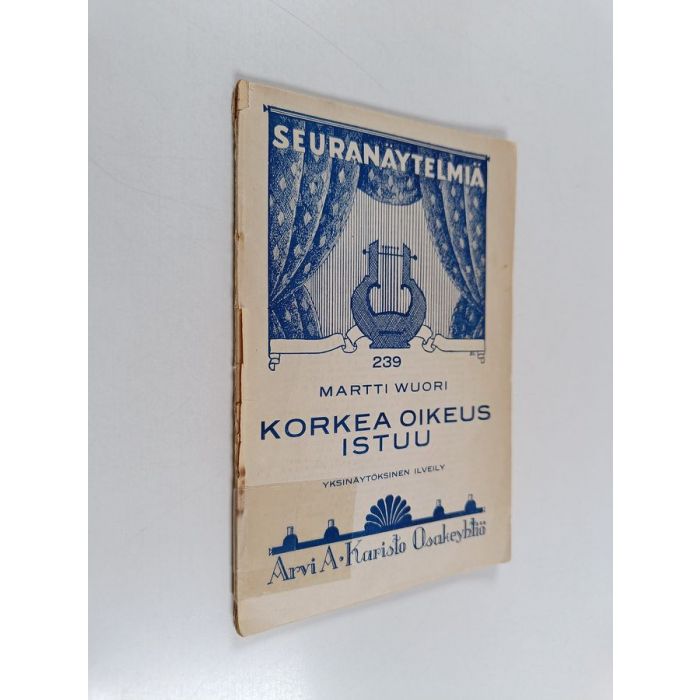 SEURANÄYTELMIÄ
239
MARTTI WUORI
KORKEA OIKEUS
ISTUU
YKSINÄYTÖKSINEN ILVEILY
Arvi A. Karisto Osakeyhtiö